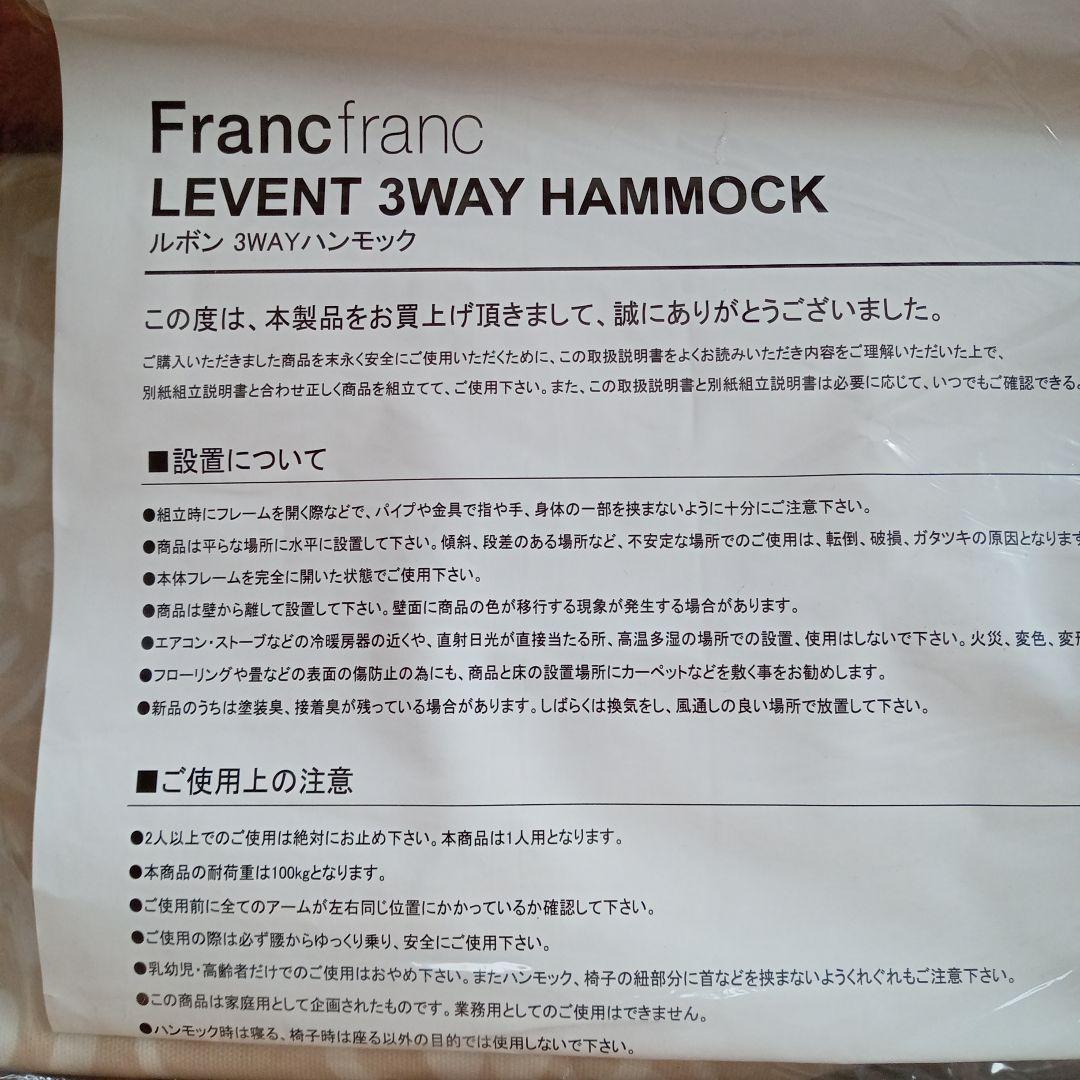 Francfranc
LEVENT 3WAY HAMMOCK
ルボン 3WAYハンモック
この度は、本製品をお買上げ頂きまして、誠にありがとうございました。
ご購入いただきました商品を末永く安全にご使用いただくために、この取扱説明書をよくお読みいただき内容をご理解いただいた上で、
別紙組立説明書と合わせ正しく商品を組立てて、ご使用下さい。また、この取扱説明書と別紙組立説明書は必要に応じて、いつでもご確認できる
■設置について
●組立時にフレームを開く際などで、パイプや金具で指や手、身体の一部を挟まないように十分にご注意下さい。
●商品は平らな場所に水平に設置して下さい。傾斜、段差のある場所など、不安定な場所でのご使用は、転倒、破損、ガタツキの原因となります
●本体フレームを完全に開いた状態でご使用下さい。
●商品は壁から離して設置して下さい。壁面に商品の色が移行する現象が発生する場合があります。
●エアコン・ストーブなどの冷暖房器の近くや、直射日光が直接当たる所、高温多湿の場所での設置、使用はしないで下さい。火災、変色、変形
●フローリングや畳などの表面の傷防止の為にも、商品と床の設置場所にカーペットなどを敷く事をお勧めします。
●新品のうちは塗装臭、接着臭が残っている場合があります。しばらくは換気をし、風通しの良い場所で放置して下さい。
■ご使用上の注意
●2人以上でのご使用は絶対にお止め下さい。本商品は1人用となります。
●本商品の耐荷重は100kgとなります。
●ご使用前に全てのアームが左右同じ位置にかかっているか確認して下さい。
●ご使用の際は必ず腰からゆっくり乗り、安全にご使用下さい。
●乳幼児・高齢者だけでのご使用はおやめ下さい。またハンモック、椅子の紐部分に首などを挟まないようくれぐれもご注意下さい。
●この商品は家庭用として企画されたものです。業務用としてのご使用はできません。
●ハンモック時は寝る、椅子時は座る以外の目的では使用しないで下さい。